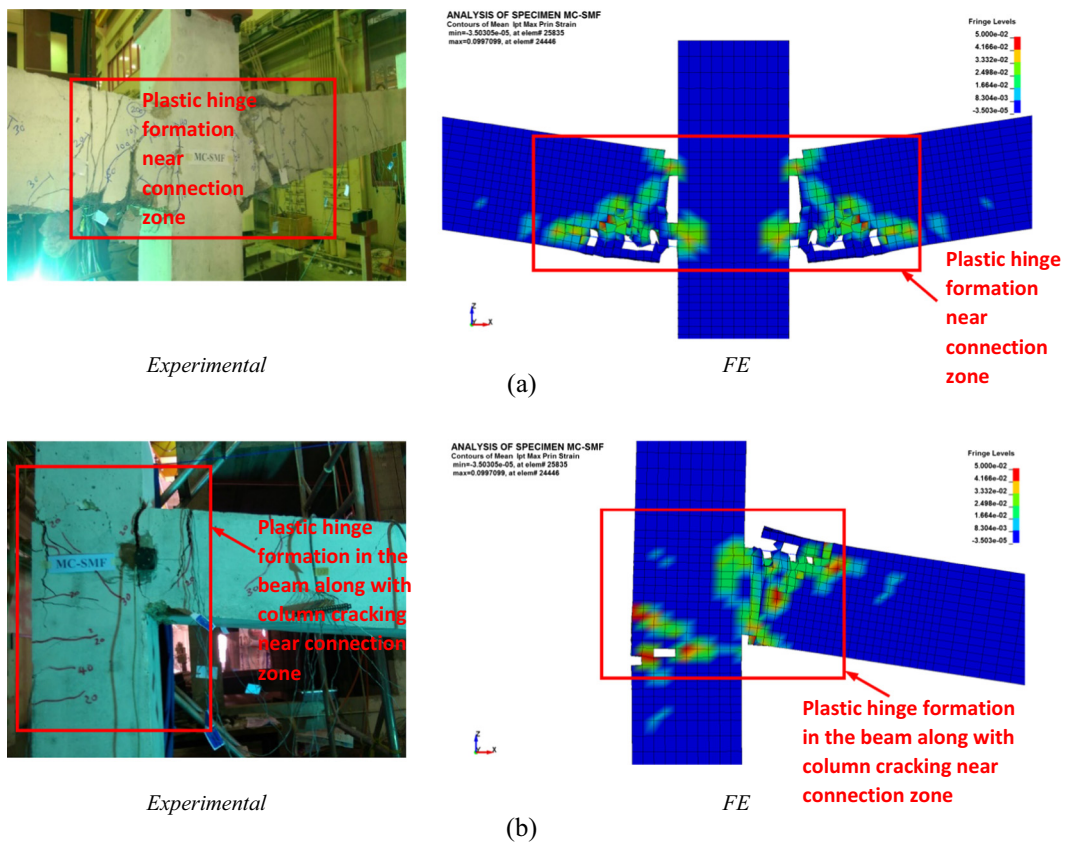 ANALYSIS OF SPECIMEN MC-SMF
Contours of Mean Ipt Max Prin Strain
min=-3.50305e-05, at elem# 25835
max=0.0997099, at elem# 24446
Fringe Levels
5.000e-02
4.166e-02
3.332e-02
2.498e-02
1.664e-02
8.304e-03
-3.503e-05
Plastic hinge
formation
near
connection
zone
MC-SMF
Z
Y
X
Plastic hinge
formation
near
connection
zone
Experimental
FE
(a)
ANALYSIS OF SPECIMEN MC-SMF
Contours of Mean Ipt Max Prin Strain
min=-3.50305e-05, at elem# 25835
max=0.0997099, at elem# 24446
Fringe Levels
5.000e-02
4.166e-02
3.332e-02
2.498e-02
1.664e-02
8.304e-03
-3.503e-05
MC-SMF
Plastic hinge
formation in the
beam along with
column cracking
near connection
zone
40
20
Z
Y
X
Plastic hinge formation
in the beam along with
column cracking near
connection zone
Experimental
FE
(b)